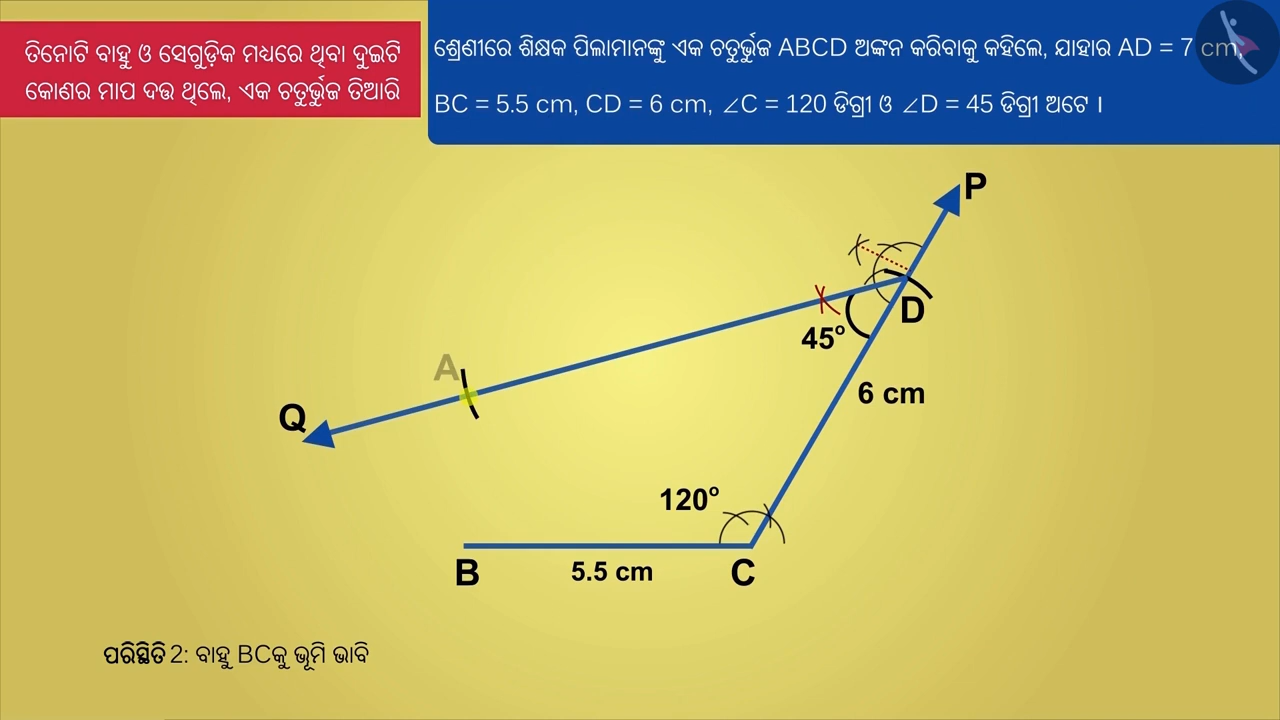 ତିନୋଟି ବାହୁ ଓ ସେଗୁଡ଼ିକ ମଧ୍ୟରେ ଥିବା ଦୁଇଟି
କୋଣର ମାପ ଦଉ ଥିଲେ, ଏକ ଚତୁର୍ଭୁଜ ତିଆରି
ଶ୍ରେଣୀରେ ଶିକ୍ଷକ ପିଲାମାନଙ୍କୁ ଏକ ଚତୁର୍ଭୁଜ ABCD ଅଙ୍କନ କରିବାକୁ କହିଲେ, ଯାହାର AD = 7 cm,
BC = 5.5 cm, CD = 6 cm, ∠C = 120 ଡିଗ୍ରୀ ଓ ∠D = 45 ଡିଗ୍ରୀ ଅଟେ ।
P
D
45°
A
6 cm
Q
120°
B
5.5 cm
C
ପରିସ୍ଥିତି 2: ବାହୁ BCକୁ ଭୂମି ଭାବି